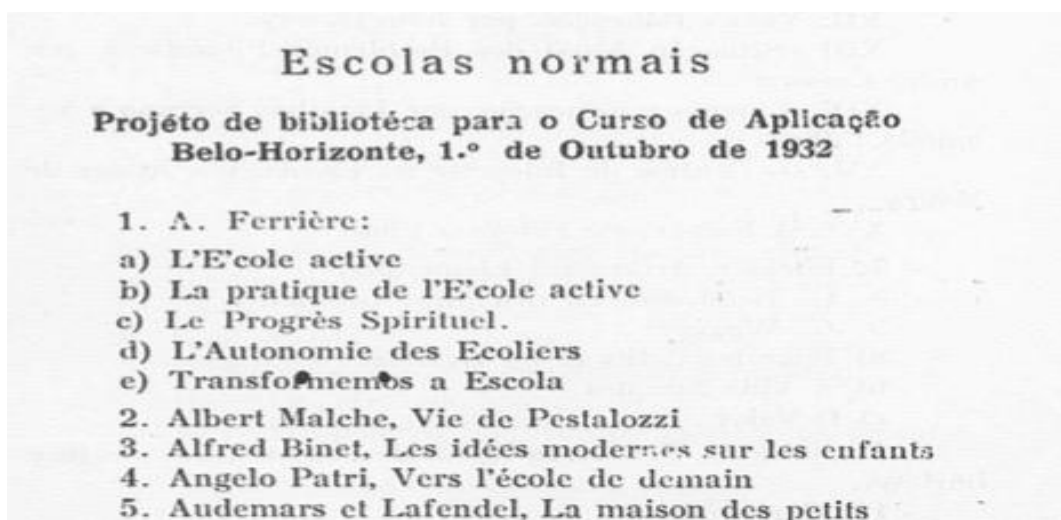 Escolas normais
Projéto de bibliotéca para o Curso de Aplicação
Belo-Horizonte, 1.º de Outubro de 1932
1. A. Ferrière:
a) L'E'cole active
b) La pratique de l'E'cole active
c) Le Progrès Spirituel.
d) L'Autonomie des Ecoliers
e) Transformemos a Escola
2. Albert Malche, Vie de Pestalozzi
3. Alfred Binet, Les idées modernes sur les enfants
4. Angelo Patri, Vers l'école de demain
5. Audemars et Lafendel, La maison des petits